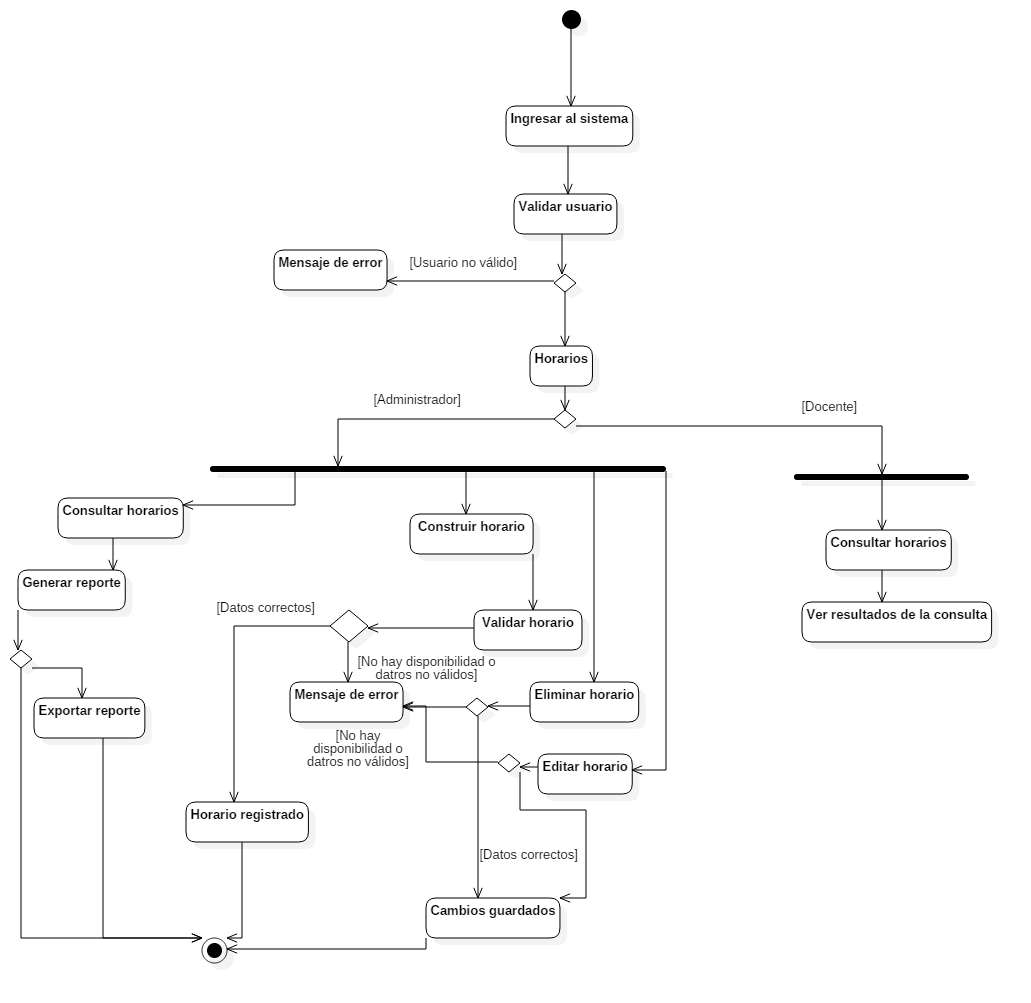 Ingresar al sistema
Validar usuario
Mensaje de error
[Usuario no válido]
Horarios
[Administrador]
[Docente]
Consultar horarios
Construir horario
Consultar horarios
Generar reporte
[Datos correctos]
Validar horario
Ver resultados de la consulta
[No hay disponibilidad o
datros no válidos]
Mensaje de error
Eliminar horario
Exportar reporte
[No hay
disponibilidad o
datros no válidos]
Editar horario
Horario registrado
[Datos correctos]
Cambios guardados